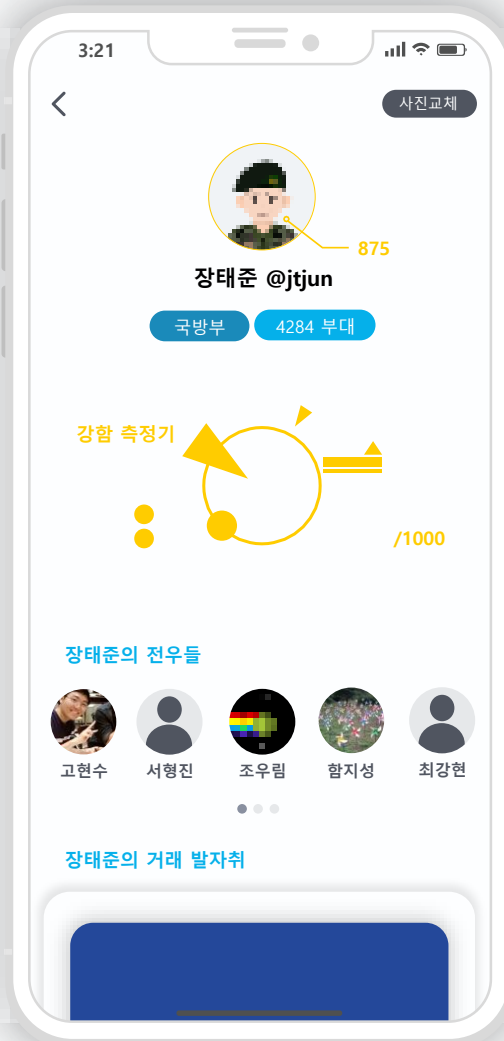 3:21
사진교체
875
장태준 @jtjun
국방부
4284 부대
강함 측정기
/1000
장태준의 전우들
고현수
서형진
조우림
함지성
최강현
장태준의 거래 발자취